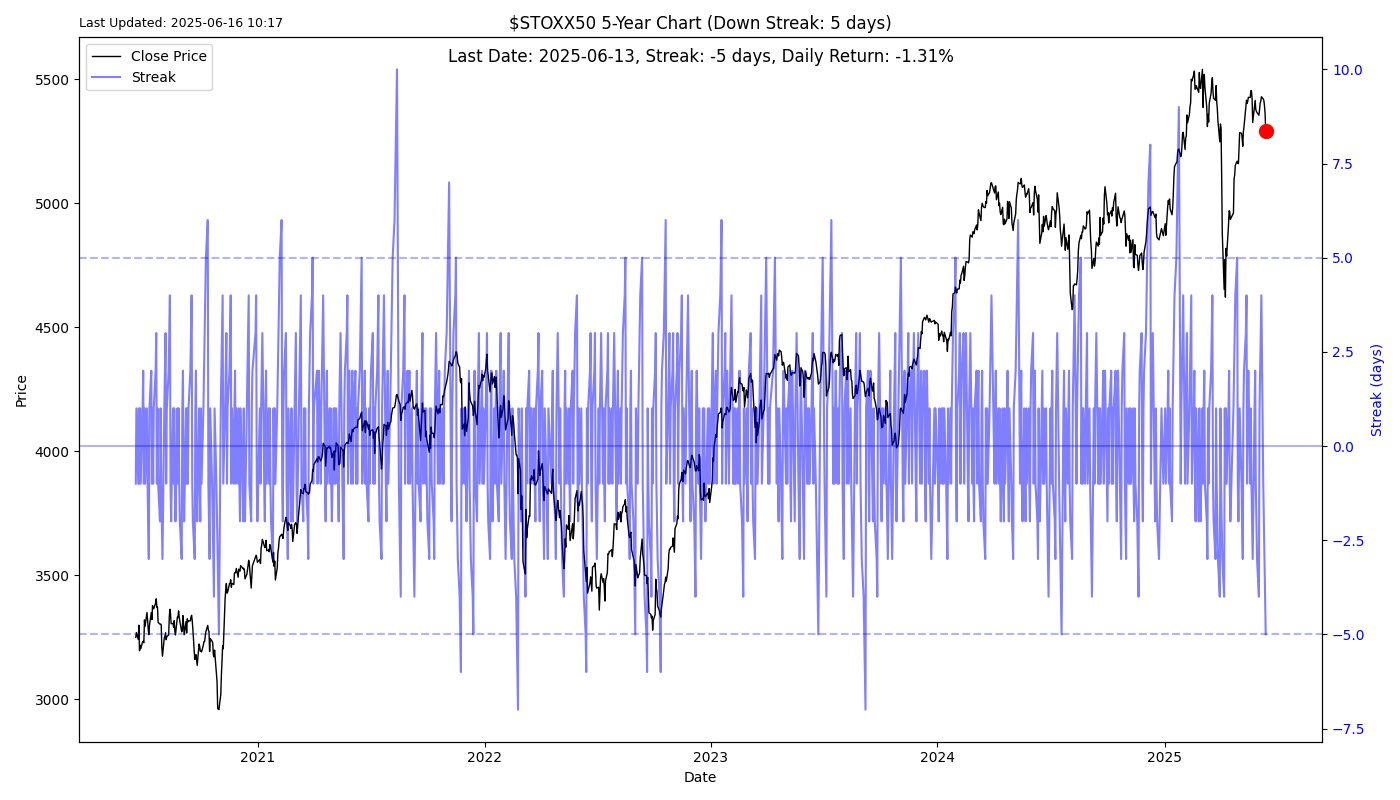 Last Updated: 2025-06-16 10:17
$STOXX50 5-Year Chart (Down Streak: 5 days)
Last Date: 2025-06-13, Streak: -5 days, Daily Return: -1.31%
Close Price
Streak
Price
5500
5000
4500
4000
3500
3000
10.0
7.5
5.0
2.5
0.0
−2.5
−5.0
−7.5
Streak (days)
2021
2022
2023
2024
2025
Date